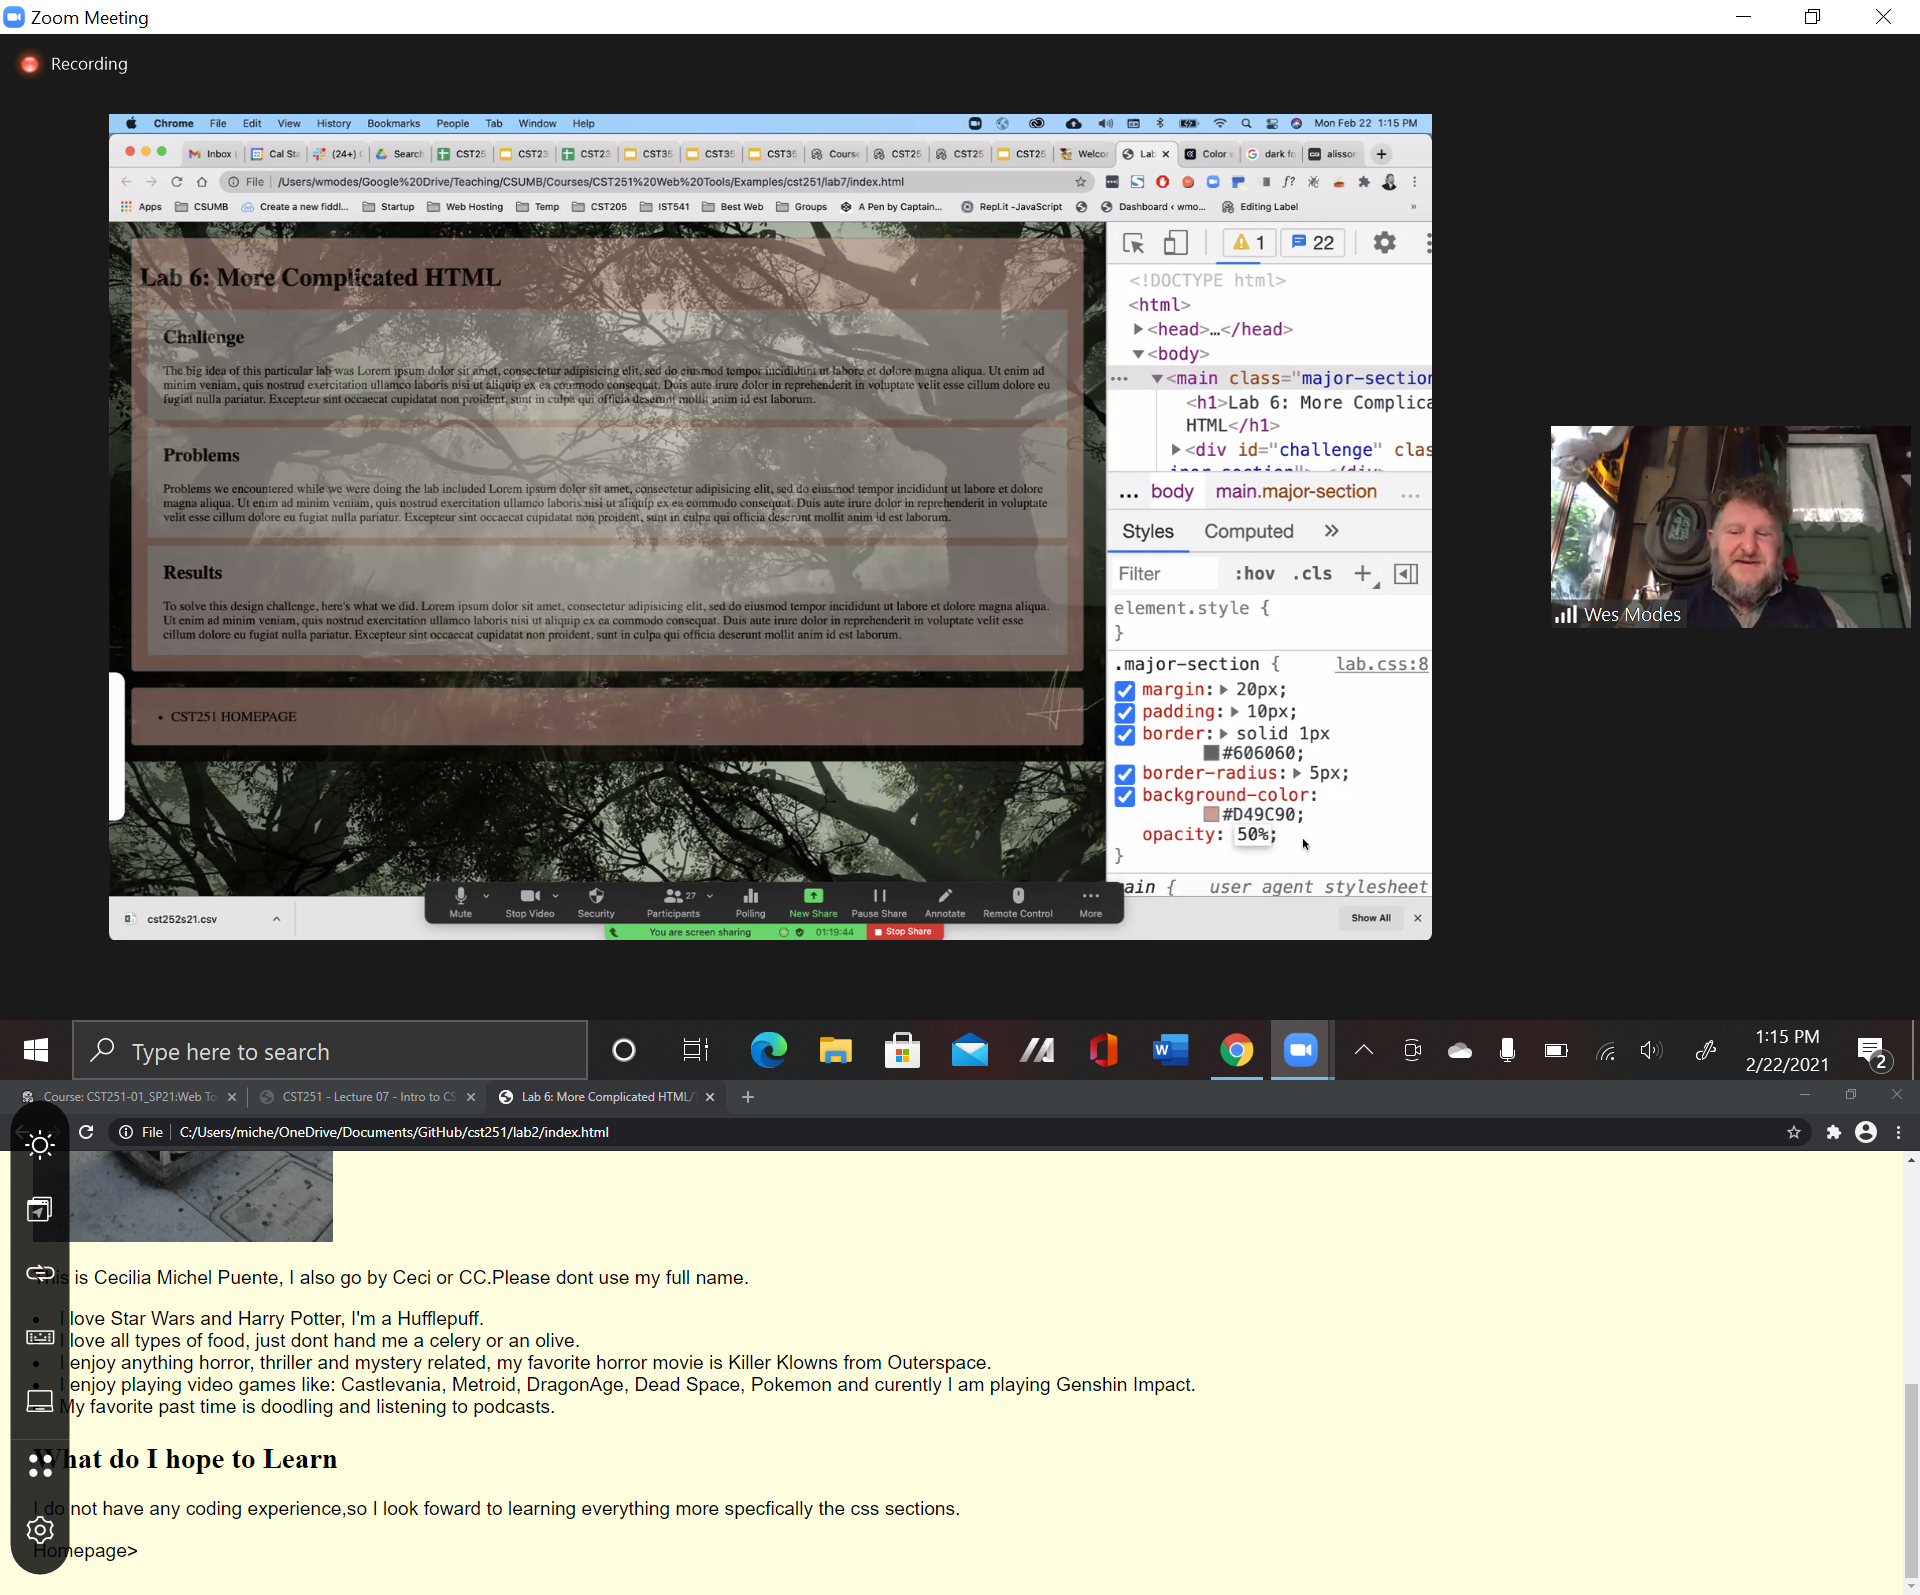 Zoom Meeting
Recording
Chrome File Edit View History Bookmarks People Tab Window Help
Mon Feb 22 1:15 PM
Inbox Cal Sta (24+) Search CST25 CST23 CST23 CST35 CST35 CST35 Course CST25 CST25 CST25 Welcor Lab Color dark fo alissor
File /Users/wmodes/Google%20Drive/Teaching/CSUMB/Courses/CST251%20Web%20Tools/Examples/cst251/lab7/index.html
Apps CSUMB Create a new fiddl... Startup Web Hosting Temp CST205 IST541 Best Web Groups A Pen by Captain... Repl.it -JavaScript Dashboard < wmo... Editing Label »
Lab 6: More Complicated HTML
Challenge
The big idea of this particular lab was Lorem ipsum dolor sit amet, consectetur adipisicing elit, sed do eiusmod tempor incididunt ut labore et dolore magna aliqua. Ut enim ad
minim veniam, quis nostrud exercitation ullamco laboris nisi ut aliquip ex ea commodo consequat. Duis aute irure dolor in reprehenderit in voluptate velit esse cillum dolore eu
fugiat nulla pariatur. Excepteur sint occaecat cupidatat non proident, sunt in culpa qui officia deserunt mollit anim id est laborum.
Problems
Problems we encountered while we were doing the lab included Lorem ipsum dolor sit amet, consectetur adipisicing elit, sed do eiusmod tempor incididunt ut labore et dolore
magna aliqua. Ut enim ad minim veniam, quis nostrud exercitation ullamco laboris nisi ut aliquip ex ea commodo consequat. Duis aute irure dolor in reprehenderit in voluptate
velit esse cillum dolore eu fugiat nulla pariatur. Excepteur sint occaecat cupidatat non proident, sunt in culpa qui officia deserunt mollit anim id est laborum.
Results
To solve this design challenge, here's what we did. Lorem ipsum dolor sit amet, consectetur adipisicing elit, sed do eiusmod tempor incididunt ut labore et dolore magna aliqua.
Ut enim ad minim veniam, quis nostrud exercitation ullamco laboris nisi ut aliquip ex ea commodo consequat. Duis aute irure dolor in reprehenderit in voluptate velit esse
cillum dolore eu fugiat nulla pariatur. Excepteur sint occaecat cupidatat non proident, sunt in culpa qui officia deserunt mollit anim id est laborum.
• CST251 HOMEPAGE
1 22
<!DOCTYPE html>
<html>
▶<head>…</head>
▼<body>
… ▼<main class="major-section
<h1>Lab 6: More Complica
HTML</h1>
▶<div id="challenge" clas
… body main.major-section …
Styles Computed »
Filter :hov .cls +
element.style {
}
.major-section { lab.css:8
margin:▶ 20px;
padding:▶ 10px;
border:▶ solid 1px
#606060;
border-radius:▶ 5px;
background-color:
#D49C90;
opacity: 50%;
}
ain { user agent stylesheet
Wes Modes
Mute Stop Video Security Participants 27 Polling New Share Pause Share Annotate Remote Control More
cst252s21.csv
Show All
You are screen sharing 01:19:44 Stop Share
Type here to search
1:15 PM
2/22/2021
2
Course: CST251-01_SP21:Web To CST251 - Lecture 07 - Intro to CS Lab 6: More Complicated HTML/
File C:/Users/miche/OneDrive/Documents/GitHub/cst251/lab2/index.html
is Cecilia Michel Puente, I also go by Ceci or CC.Please dont use my full name.
I love Star Wars and Harry Potter, I'm a Hufflepuff.
I love all types of food, just dont hand me a celery or an olive.
I enjoy anything horror, thriller and mystery related, my favorite horror movie is Killer Klowns from Outerspace.
I enjoy playing video games like: Castlevania, Metroid, DragonAge, Dead Space, Pokemon and curently I am playing Genshin Impact.
My favorite past time is doodling and listening to podcasts.
What do I hope to Learn
I do not have any coding experience,so I look foward to learning everything more specfically the css sections.
Homepage>